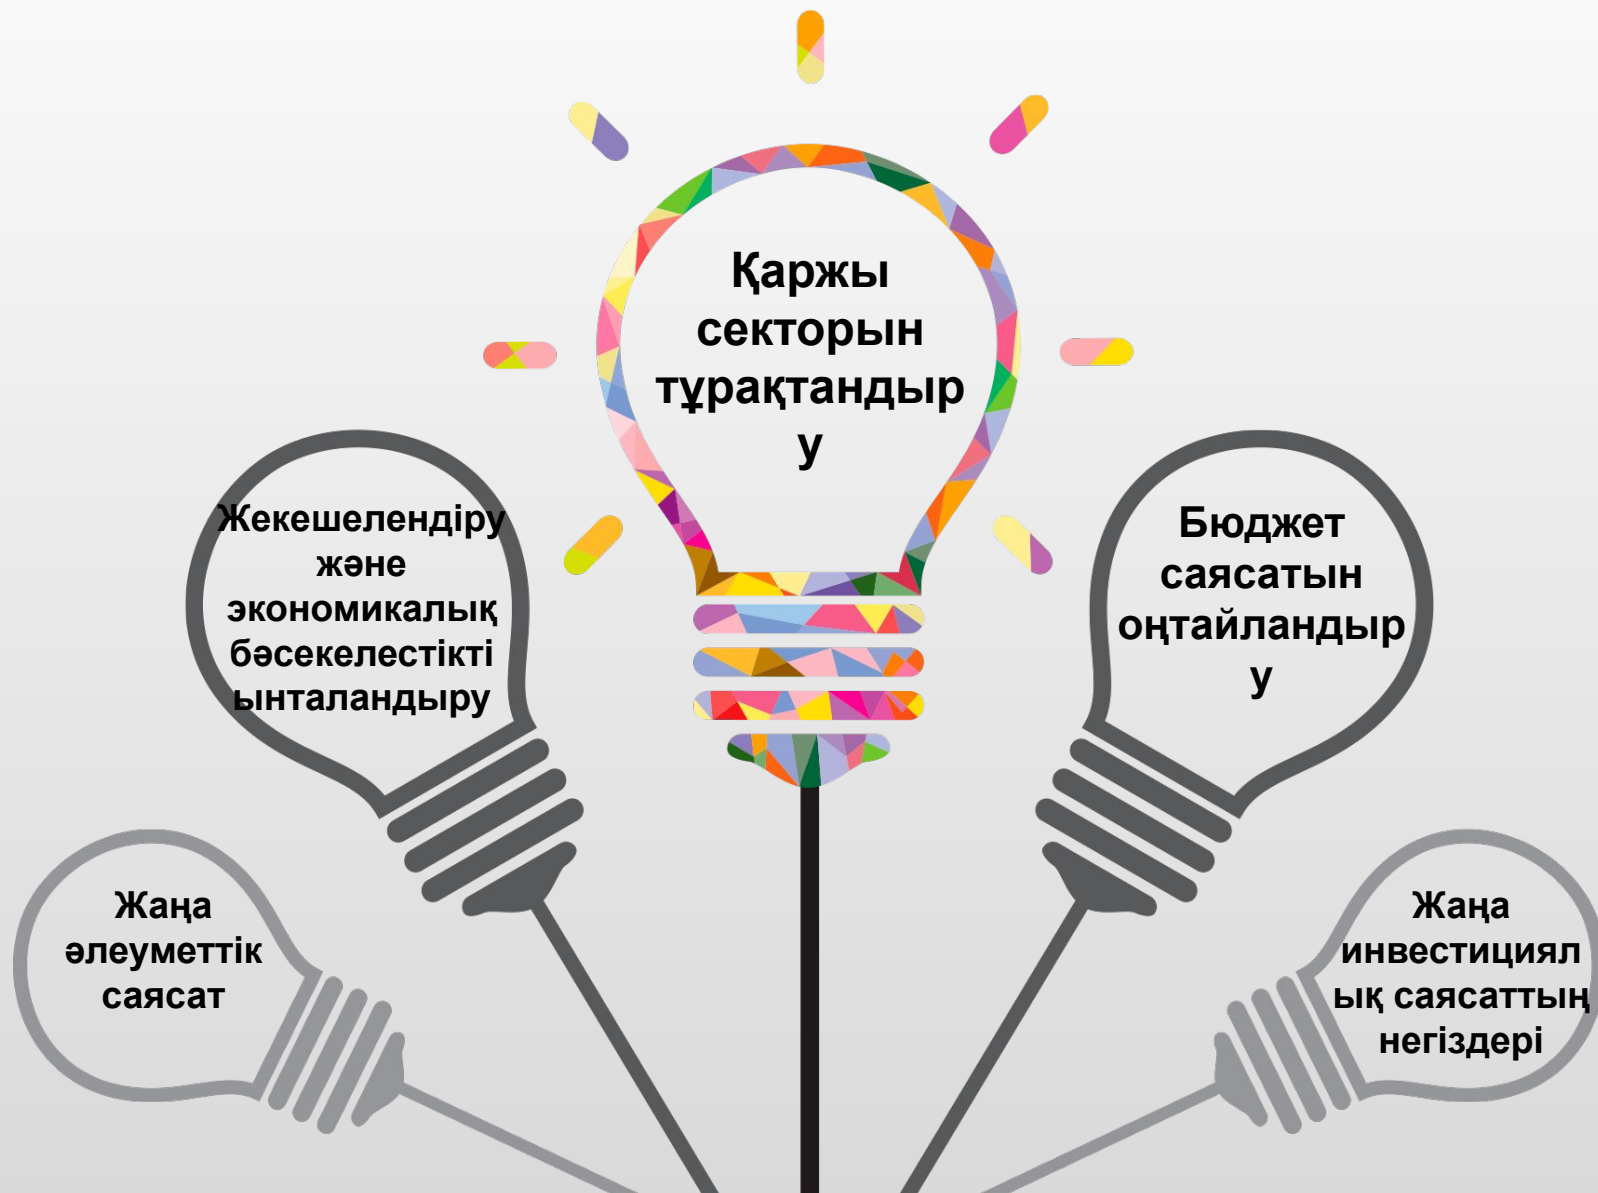 Қаржы
секторын
тұрақтандыр
у
Жекешелендіру
және
экономикалық
бәсекелестікті
ынталандыру
Бюджет
саясатын
оңтайландыр
у
Жаңа
әлеуметтік
саясат
Жаңа
инвестициял
ық саясаттың
негіздері